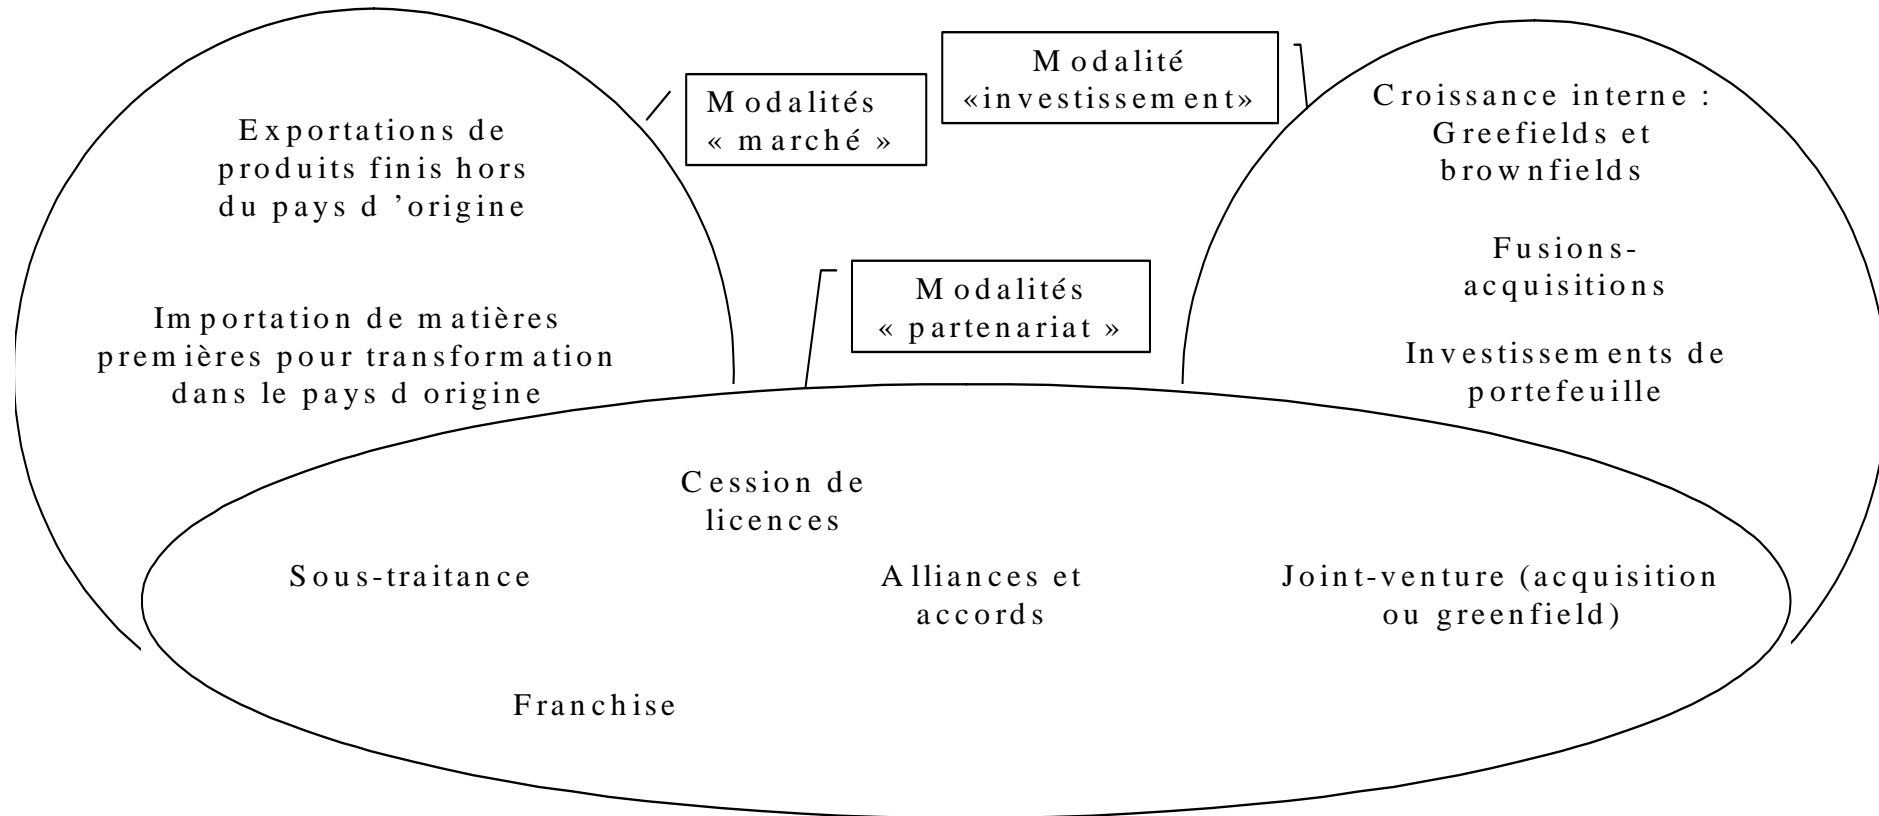 Modalité
«investissement»
Modalités
« marché »
Croissance interne :
Greefields et
brownfields
Exportations de
produits finis hors
du pays d ’origine
Fusions-
acquisitions
Modalités
« partenariat »
Importation de matières
premières pour transformation
dans le pays d origine
Investissements de
portefeuille
Cession de
licences
Sous-traitance
Alliances et
accords
Joint-venture (acquisition
ou greenfield)
Franchise